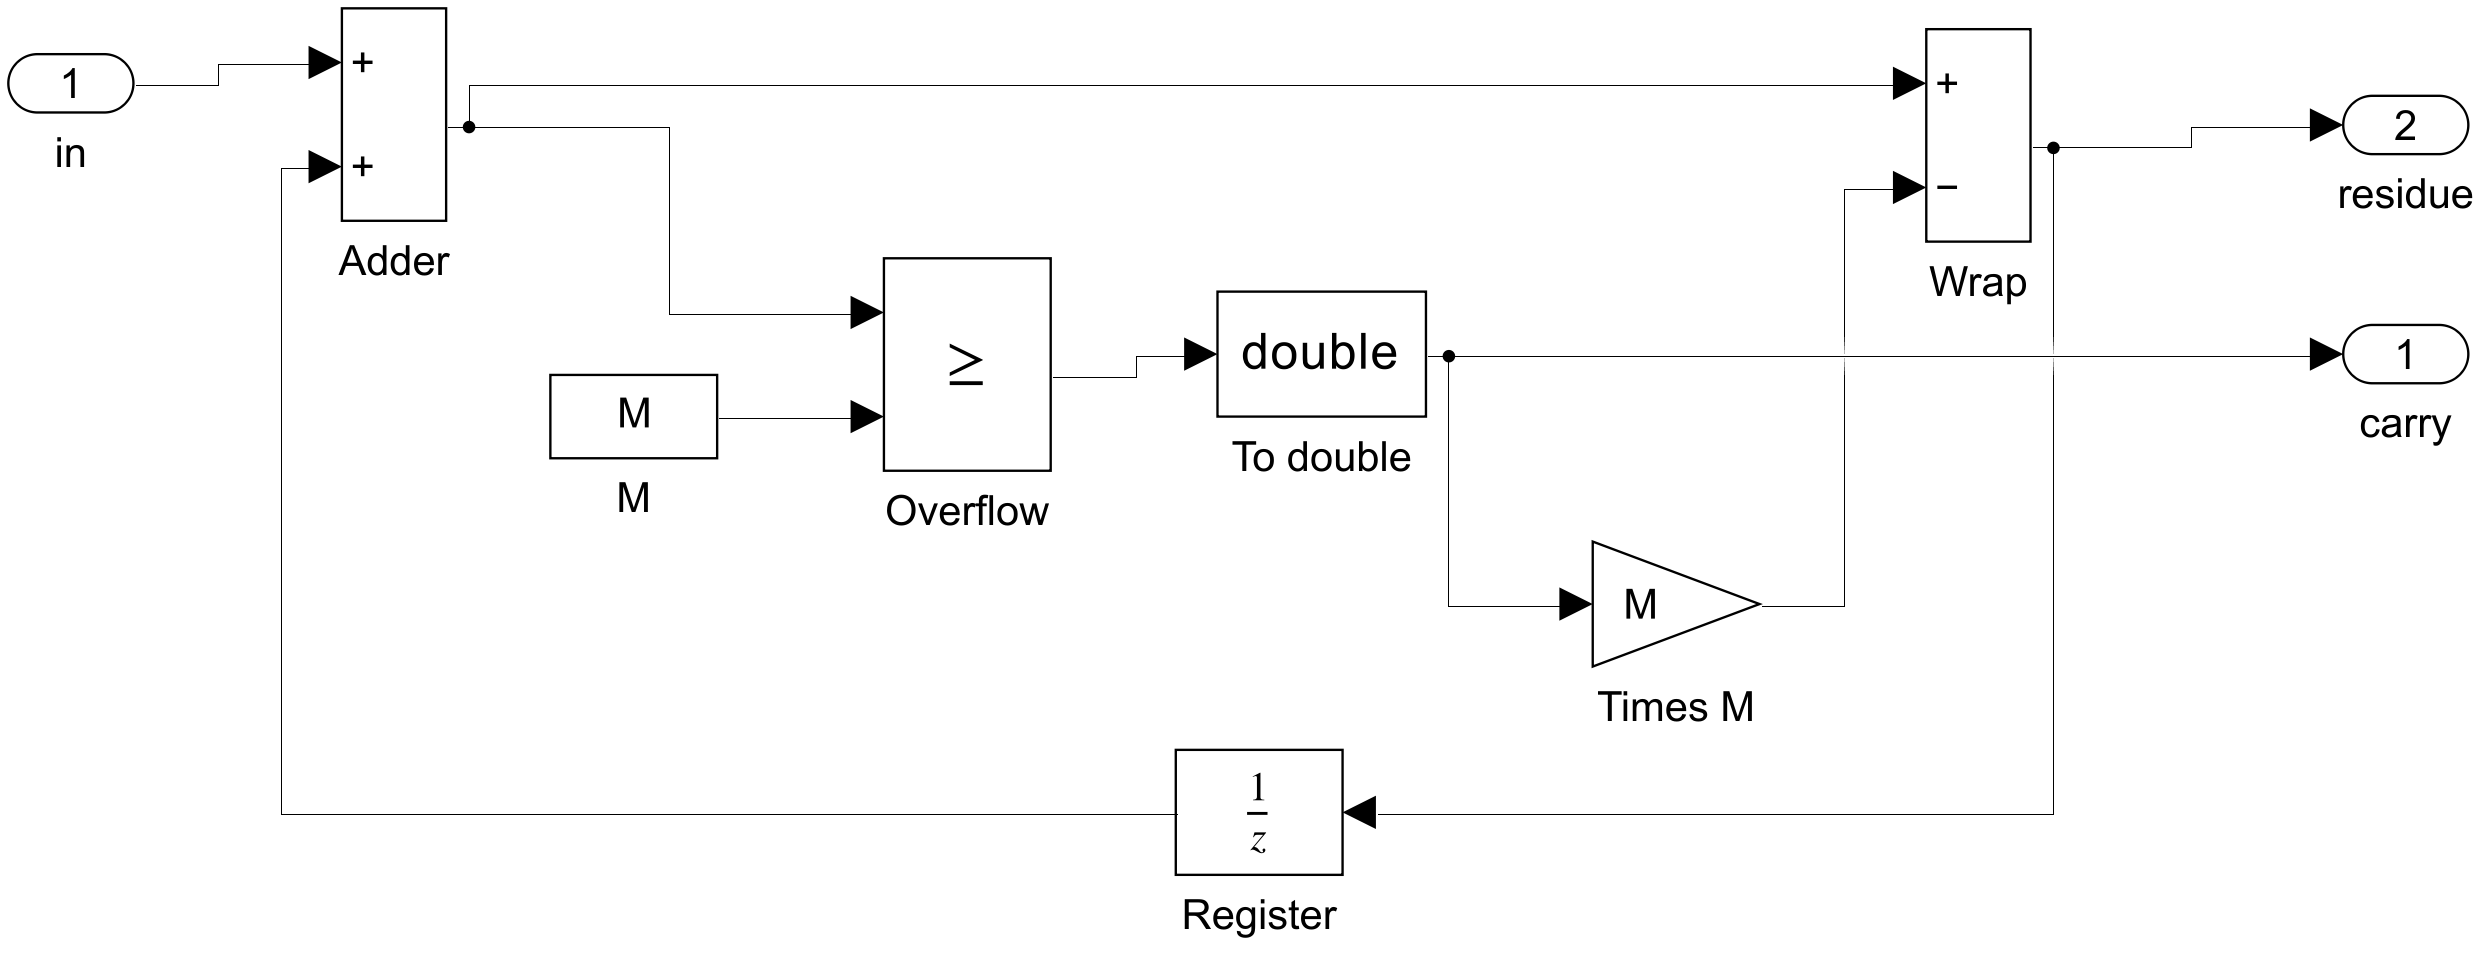 1
in
+
+
Adder
+
−
Wrap
2
residue
M
M
≥
Overflow
double
To double
1
carry
M
Times M
1
z
Register